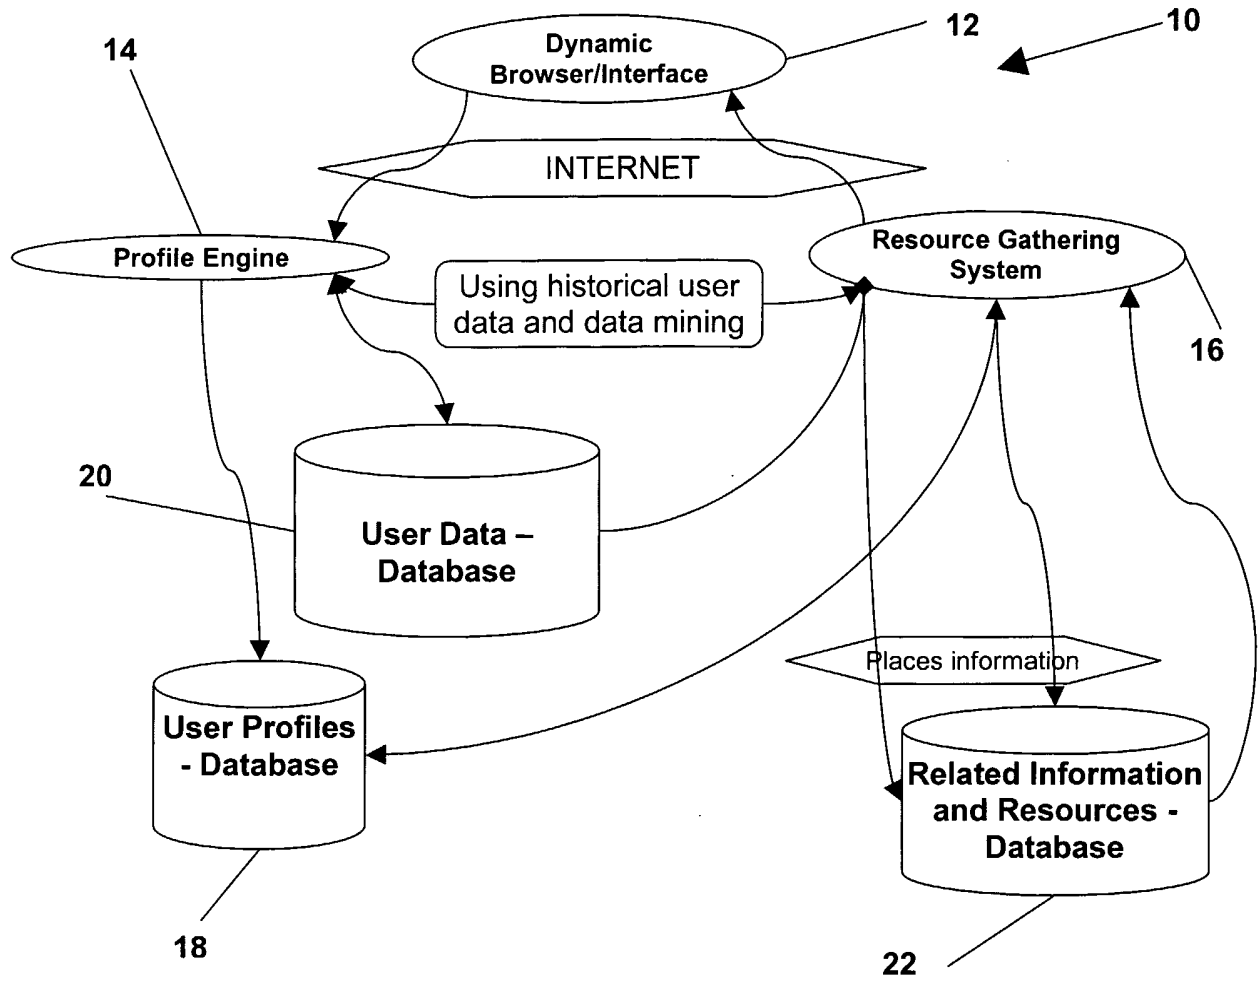 10
12
Dynamic
Browser/Interface
14
INTERNET
Profile Engine
Resource Gathering
System
Using historical user
data and data mining
16
20
User Data –
Database
Places information
User Profiles
- Database
Related Information
and Resources -
Database
18
22